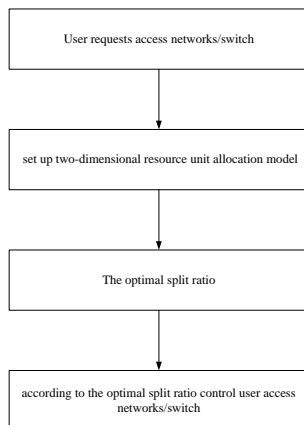 User requests access networks/switch
set up two-dimensional resource unit allocation model
The optimal split ratio
according to the optimal split ratio control user access
networks/switch